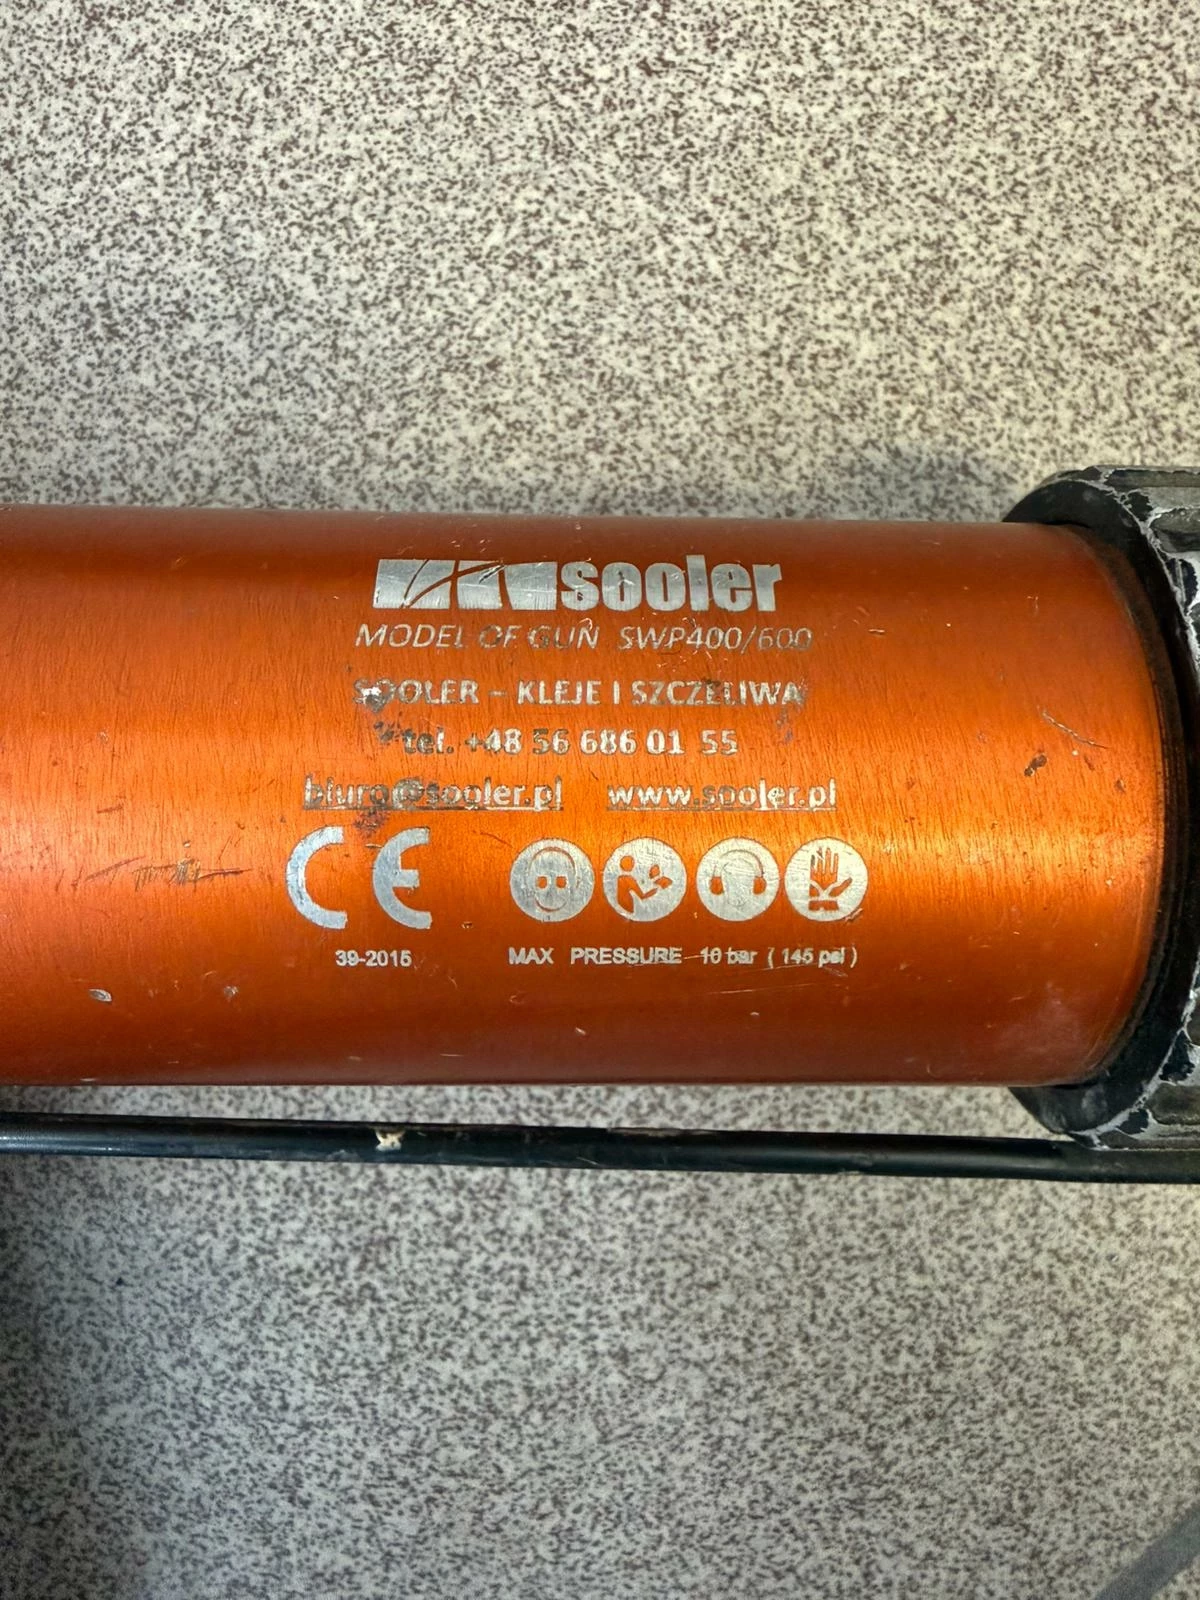 sooler
MODEL OF GUN SWP400/600
SOOLER – KLEJE I SZCZELIWA
tel. +48 56 686 01 55
biuro@sooler.pl www.sooler.pl
CE
39-2015 MAX PRESSURE 10 bar (145 psi)